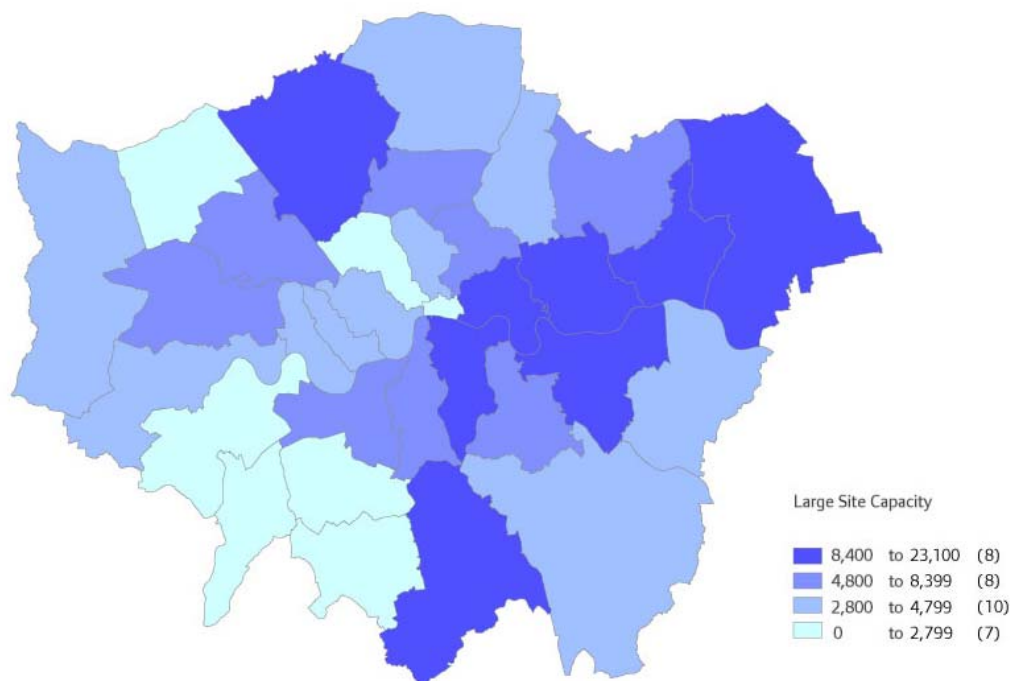 Large Site Capacity
8,400 to 23,100 (8)
4,800 to 8,399 (8)
2,800 to 4,799 (10)
0 to 2,799 (7)